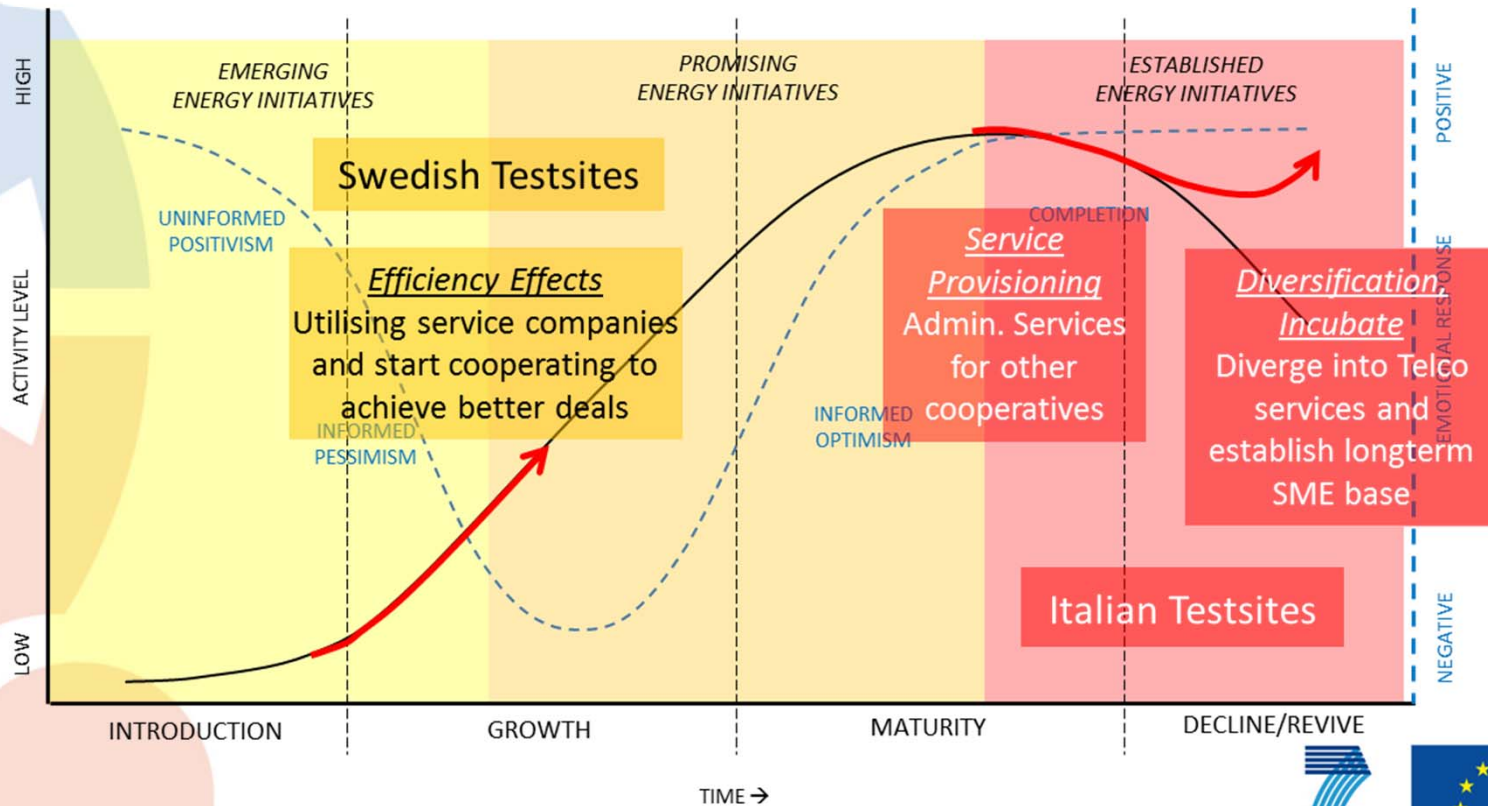 HIGH
ACTIVITY LEVEL
LOW
EMERGING
ENERGY INITIATIVES
PROMISING
ENERGY INITIATIVES
ESTABLISHED
ENERGY INITIATIVES
POSITIVE
EMOTIONAL RESPONSE
NEGATIVE
UNINFORMED
POSITIVISM
Swedish Testsites
Efficiency Effects
Utilising service companies
and start cooperating to
achieve better deals
INFORMED
PESSIMISM
INFORMED
OPTIMISM
COMPLETION
Service
Provisioning
Admin. Services
for other
cooperatives
Diversification,
Incubate
Diverge into Telco
services and
establish longterm
SME base
Italian Testsites
INTRODUCTION
GROWTH
MATURITY
DECLINE/REVIVE
TIME →